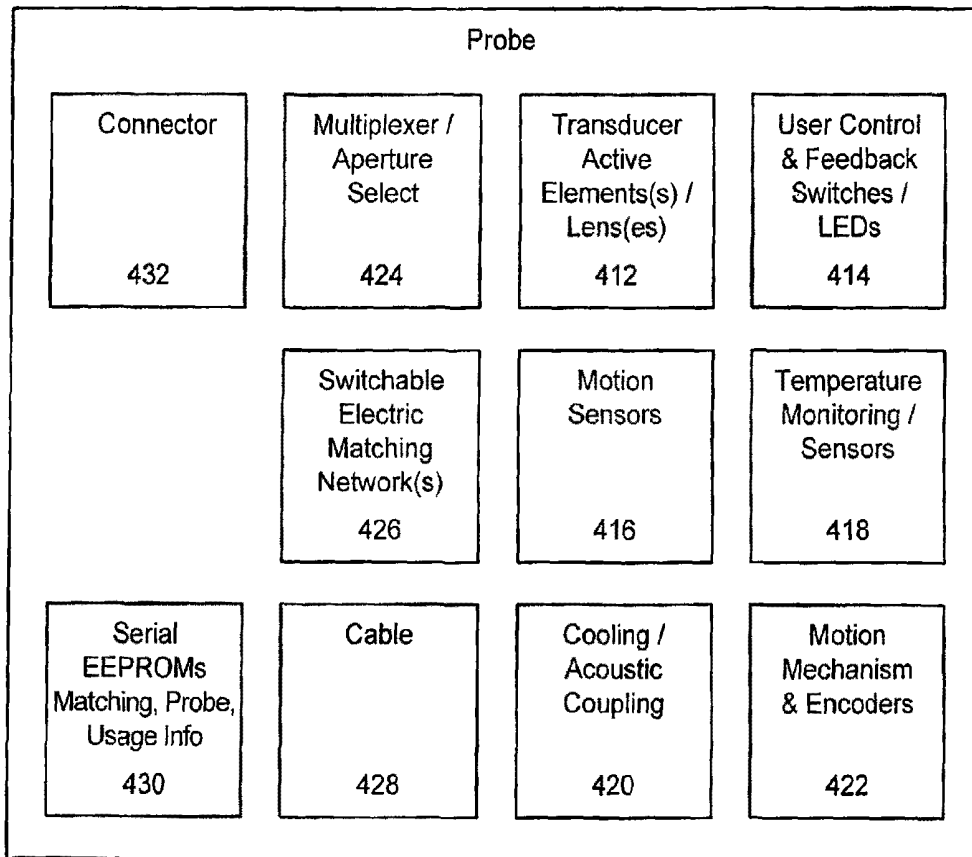 Probe
Connector
432
Multiplexer /
Aperture
Select
424
Transducer
Active
Elements(s) /
Lens(es)
412
User Control
& Feedback
Switches /
LEDs
414
Switchable
Electric
Matching
Network(s)
426
Motion
Sensors
416
Temperature
Monitoring /
Sensors
418
Serial
EEPROMs
Matching, Probe,
Usage Info
430
Cable
428
Cooling /
Acoustic
Coupling
420
Motion
Mechanism
& Encoders
422